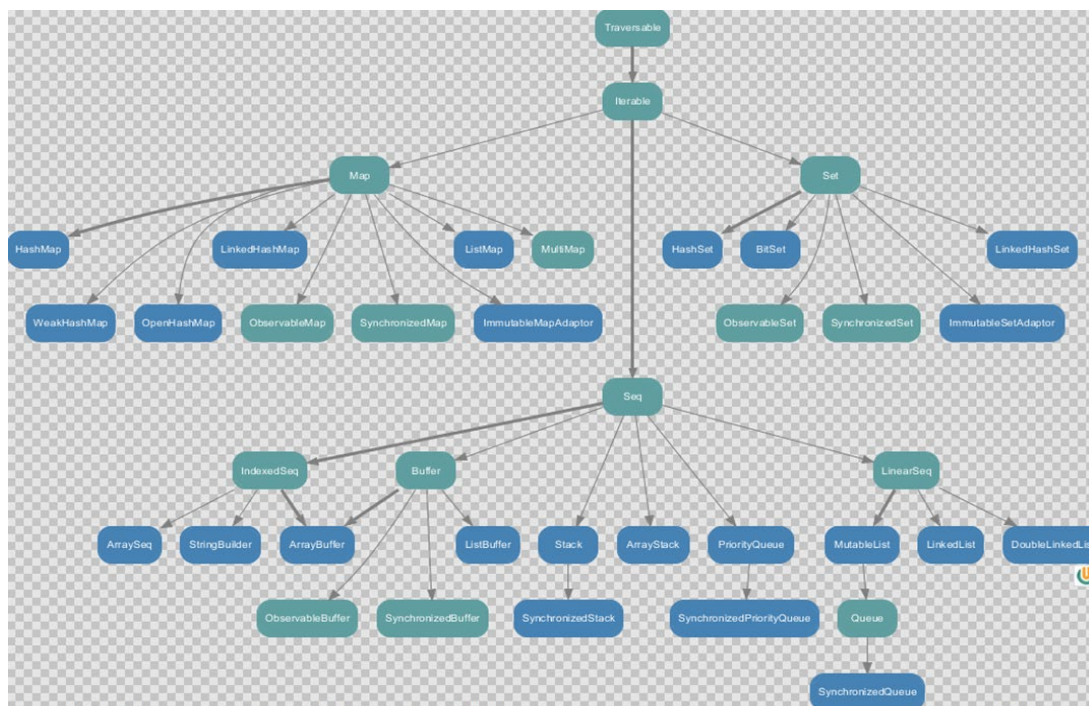 Traversable
Iterable
Map
Set
HashMap
LinkedHashMap
ListMap
MultiMap
HashSet
BitSet
LinkedHashSet
WeakHashMap
OpenHashMap
ObservableMap
SynchronizedMap
ImmutableMapAdaptor
ObservableSet
SynchronizedSet
ImmutableSetAdaptor
Seq
IndexedSeq
Buffer
LinearSeq
ArraySeq
StringBuilder
ArrayBuffer
ListBuffer
Stack
ArrayStack
PriorityQueue
MutableList
LinkedList
DoubleLinkedList
ObservableBuffer
SynchronizedBuffer
SynchronizedStack
SynchronizedPriorityQueue
Queue
SynchronizedQueue